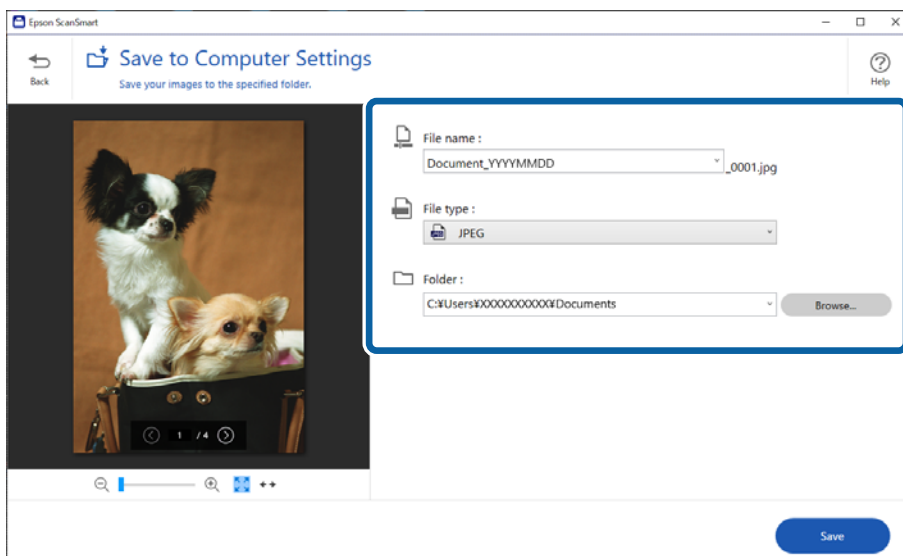 Epson ScanSmart
Back
Save to Computer Settings
Save your images to the specified folder.
Help
File name :
Document_YYYYMMDD
_0001.jpg
File type :
JPEG
Folder :
C:¥Users¥XXXXXXXXXXX¥Documents
Browse...
1 / 4
Save